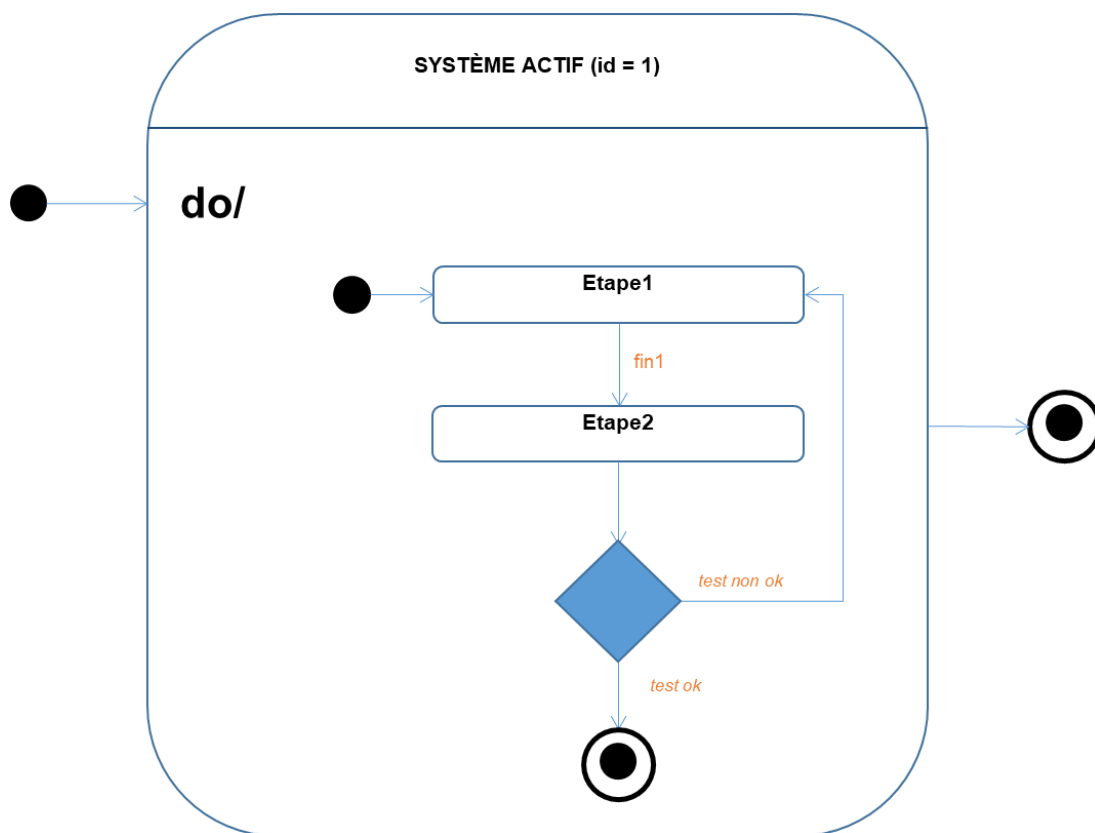 SYSTÈME ACTIF (id = 1)
do/
Etape1
fin1
Etape2
test non ok
test ok